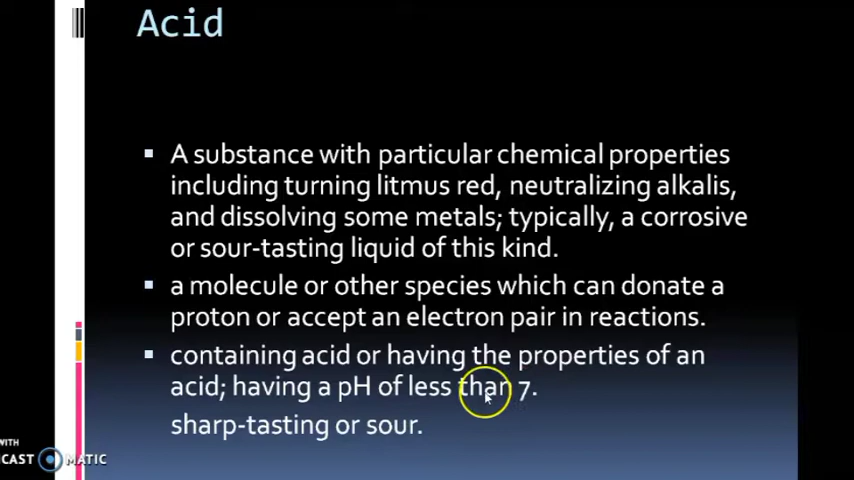 Acid
▪ A substance with particular chemical properties
including turning litmus red, neutralizing alkalis,
and dissolving some metals; typically, a corrosive
or sour-tasting liquid of this kind.
▪ a molecule or other species which can donate a
proton or accept an electron pair in reactions.
▪ containing acid or having the properties of an
acid; having a pH of less than 7.
sharp-tasting or sour.
WITH
CAST MATIC